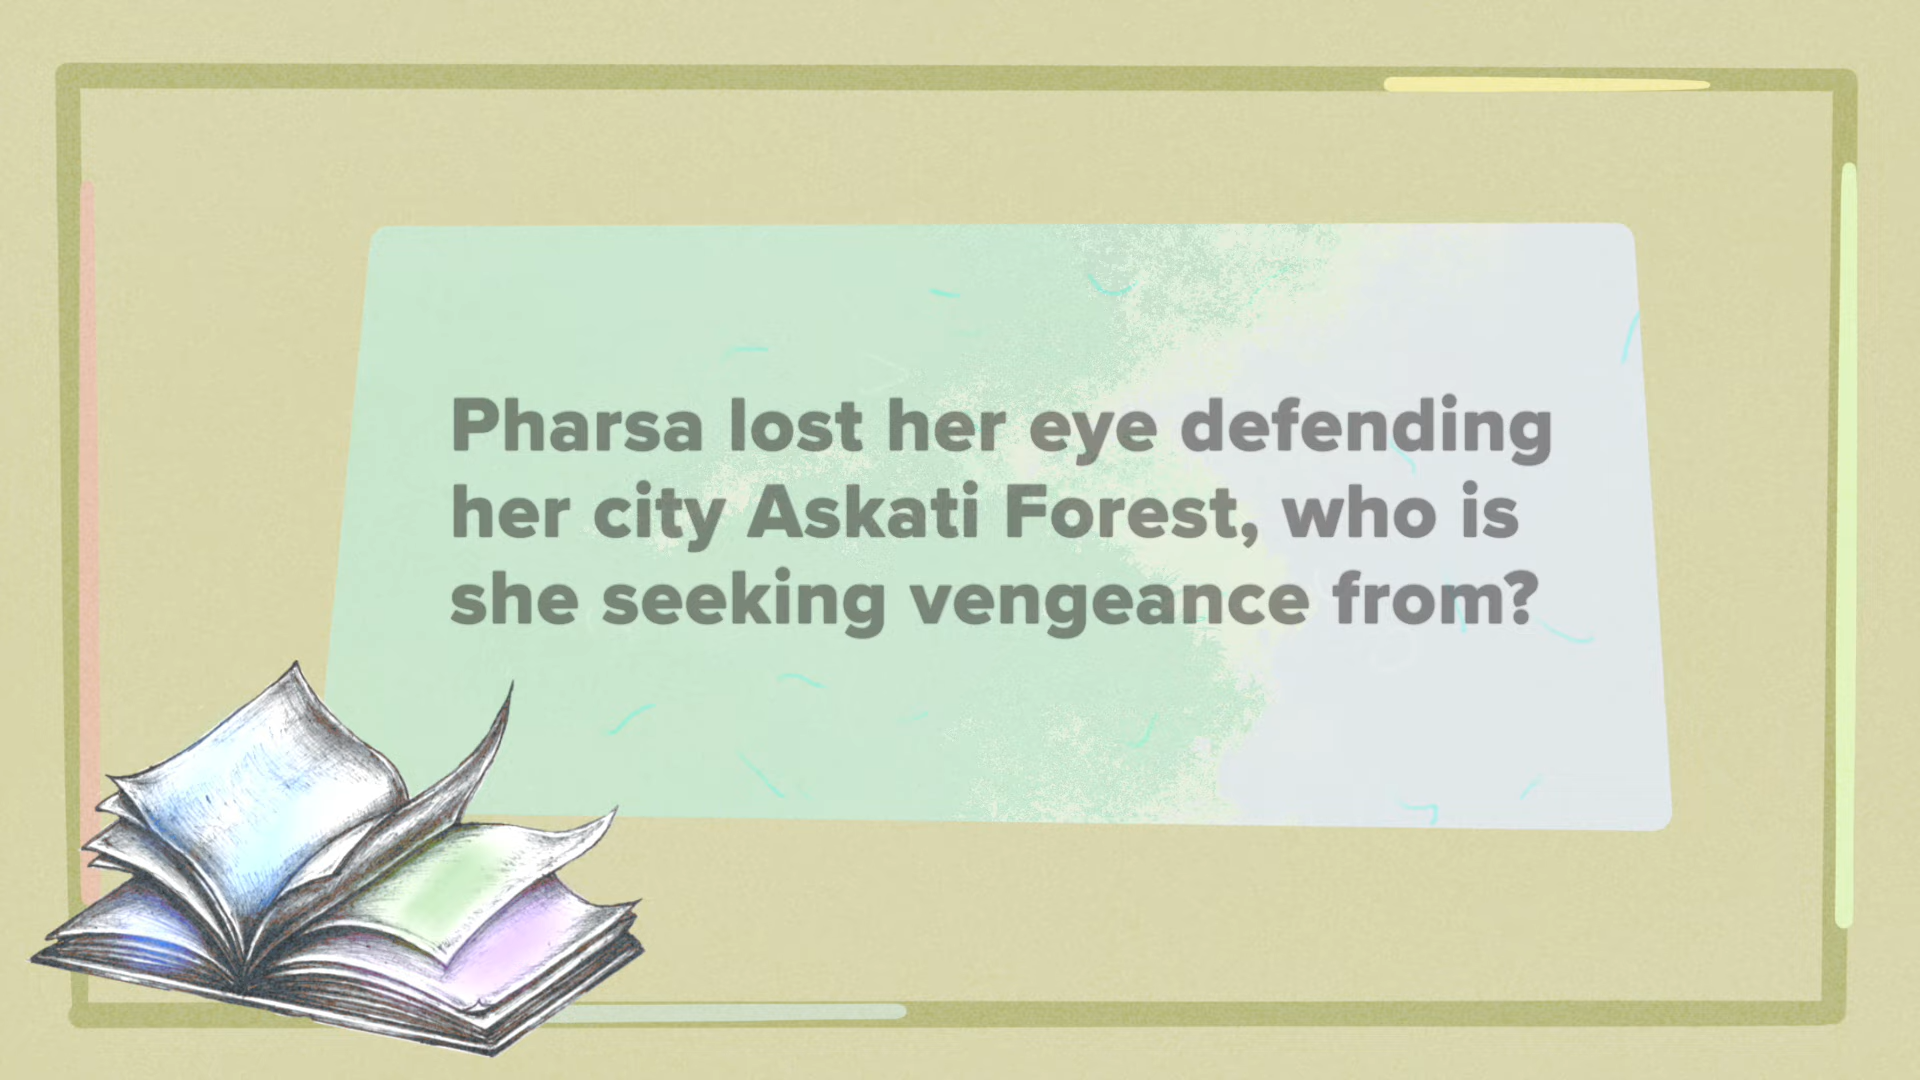 Pharsa lost her eye defending
her city Askati Forest, who is
she seeking vengeance from?